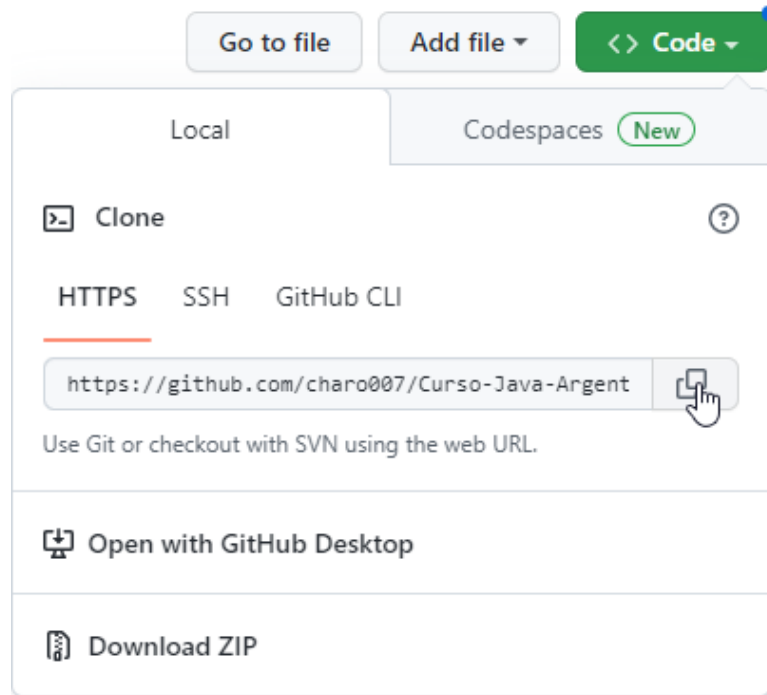 Go to file Add file <> Code
Local Codespaces New
Clone
HTTPS SSH GitHub CLI
https://github.com/charo007/Curso-Java-Argent
Use Git or checkout with SVN using the web URL.
Open with GitHub Desktop
Download ZIP